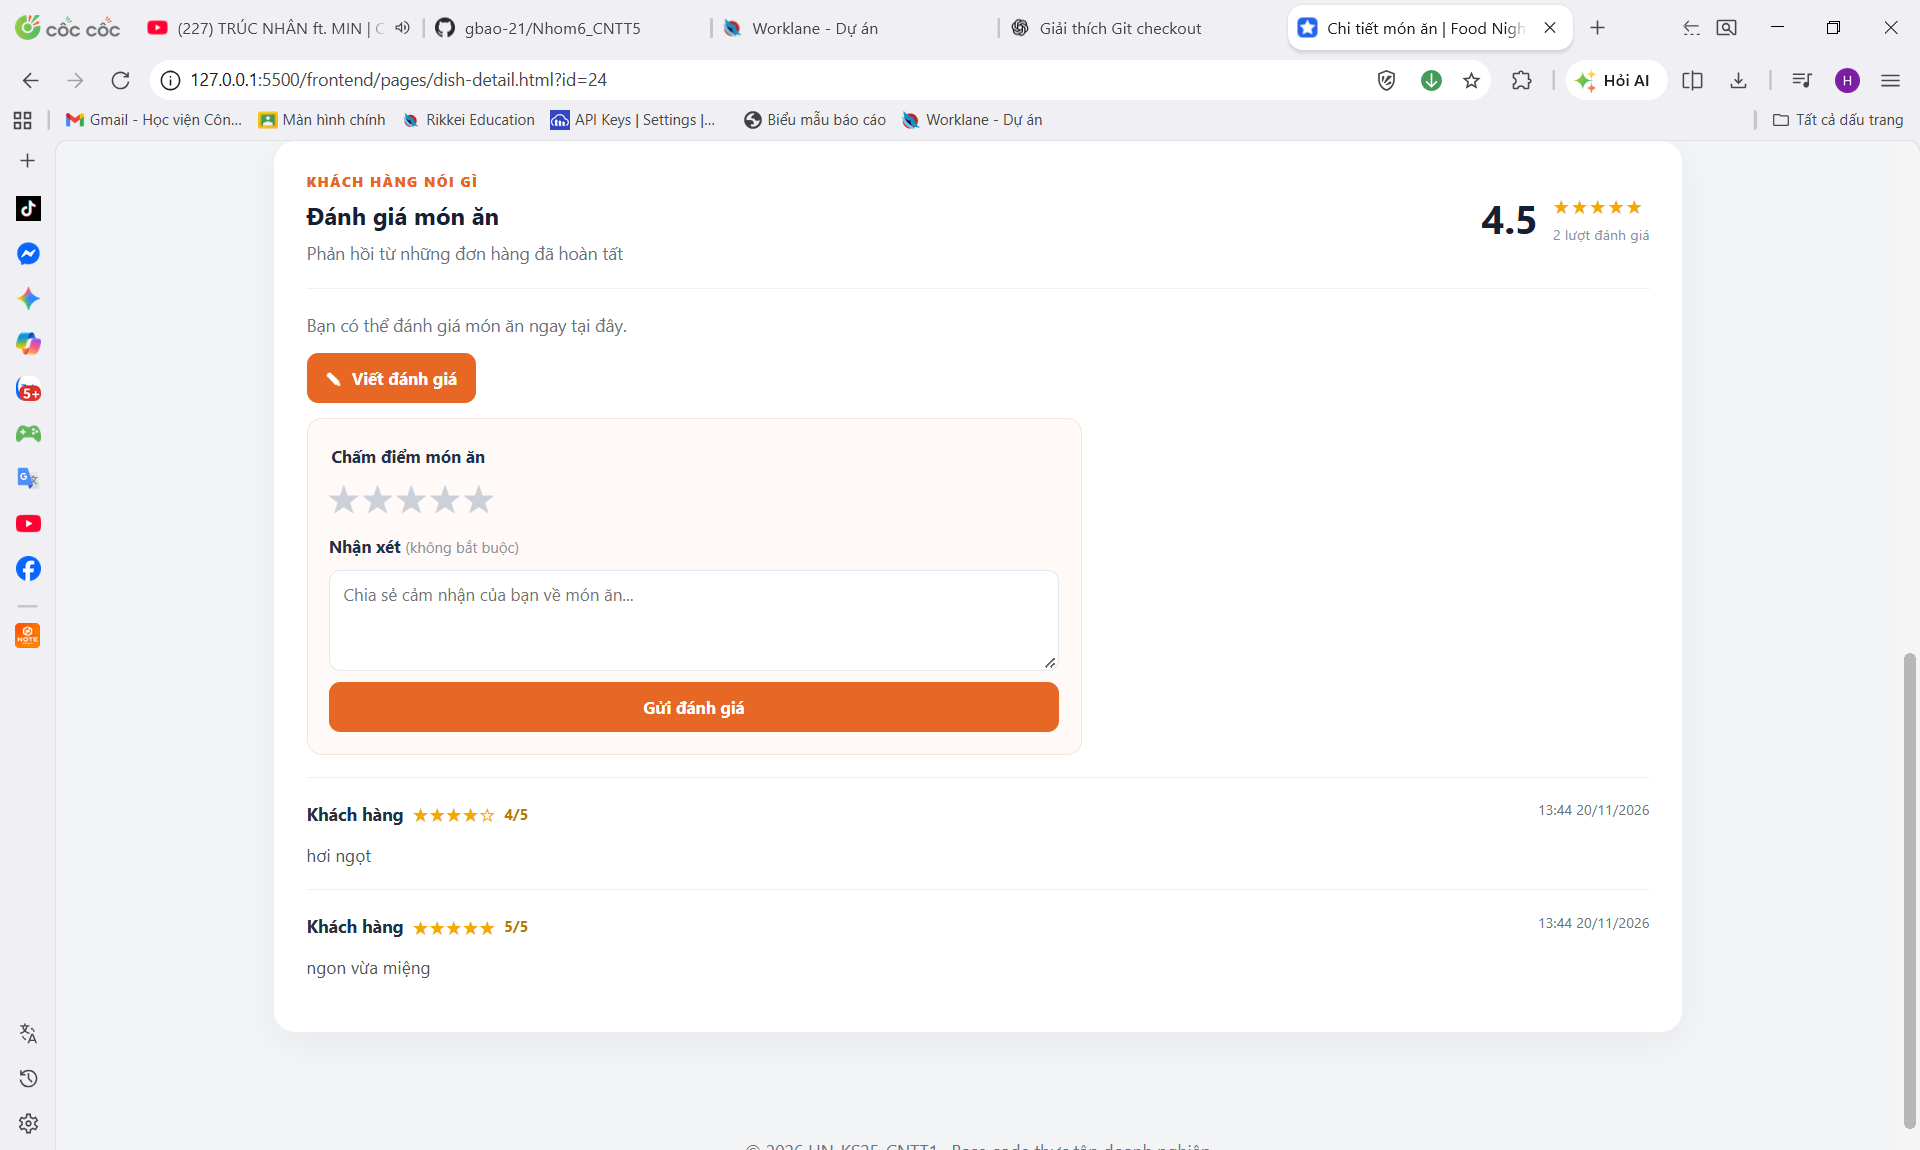 cốc cốc
(227) TRÚC NHÂN ft. MIN | C
gbao-21/Nhom6_CNTT5
Worklane - Dự án
Giải thích Git checkout
Chi tiết món ăn | Food Nigh
127.0.0.1:5500/frontend/pages/dish-detail.html?id=24
Hỏi AI
H
Gmail - Học viện Côn...
Màn hình chính
Rikkei Education
API Keys | Settings |...
Biểu mẫu báo cáo
Worklane - Dự án
Tất cả dấu trang
KHÁCH HÀNG NÓI GÌ
Đánh giá món ăn
Phản hồi từ những đơn hàng đã hoàn tất
4.5
2 lượt đánh giá
Bạn có thể đánh giá món ăn ngay tại đây.
Viết đánh giá
Chấm điểm món ăn
Nhận xét (không bắt buộc)
Chia sẻ cảm nhận của bạn về món ăn...
Gửi đánh giá
Khách hàng ★★★★☆ 4/5
13:44 20/11/2026
hơi ngọt
Khách hàng ★★★★★ 5/5
13:44 20/11/2026
ngon vừa miệng
5+
NOTE